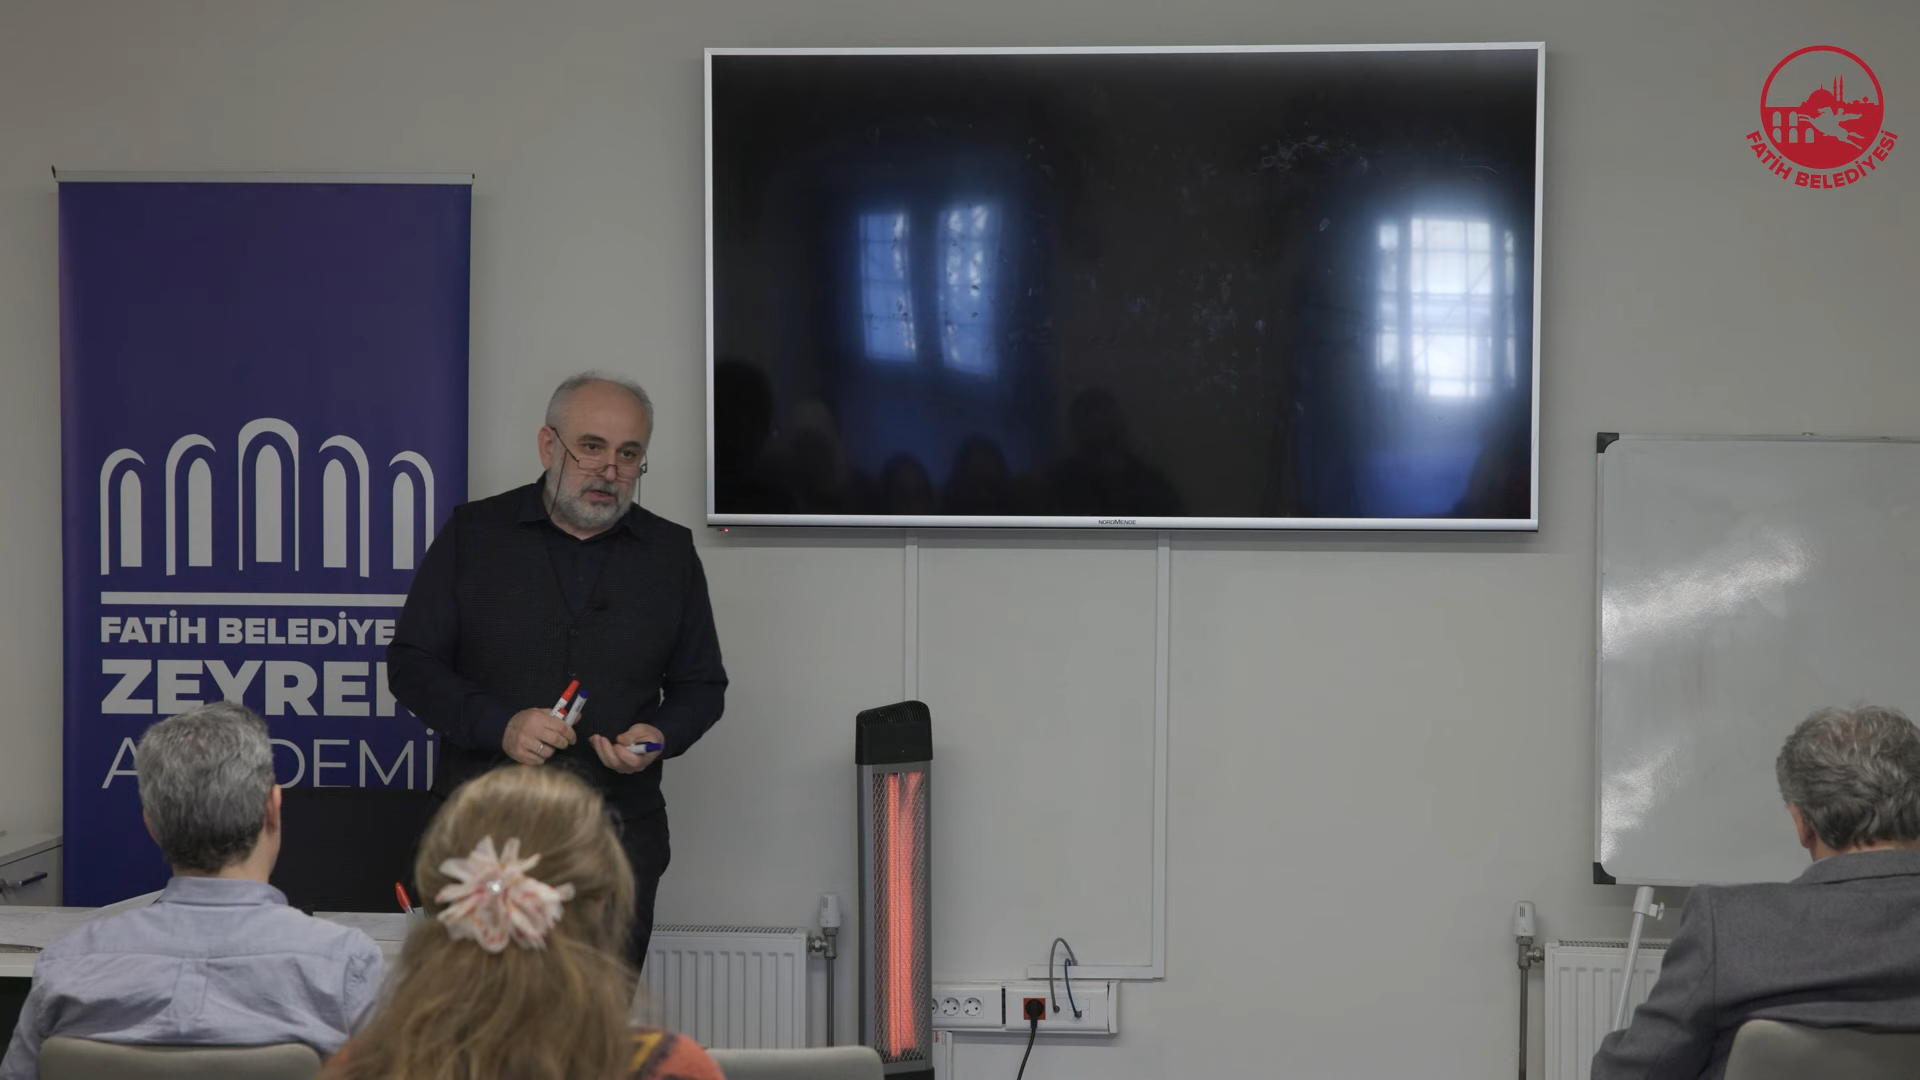 FATİH BELEDİYESİ
FATİH BELEDİYE
ZEYREK
DEMİ
NORDMENDE